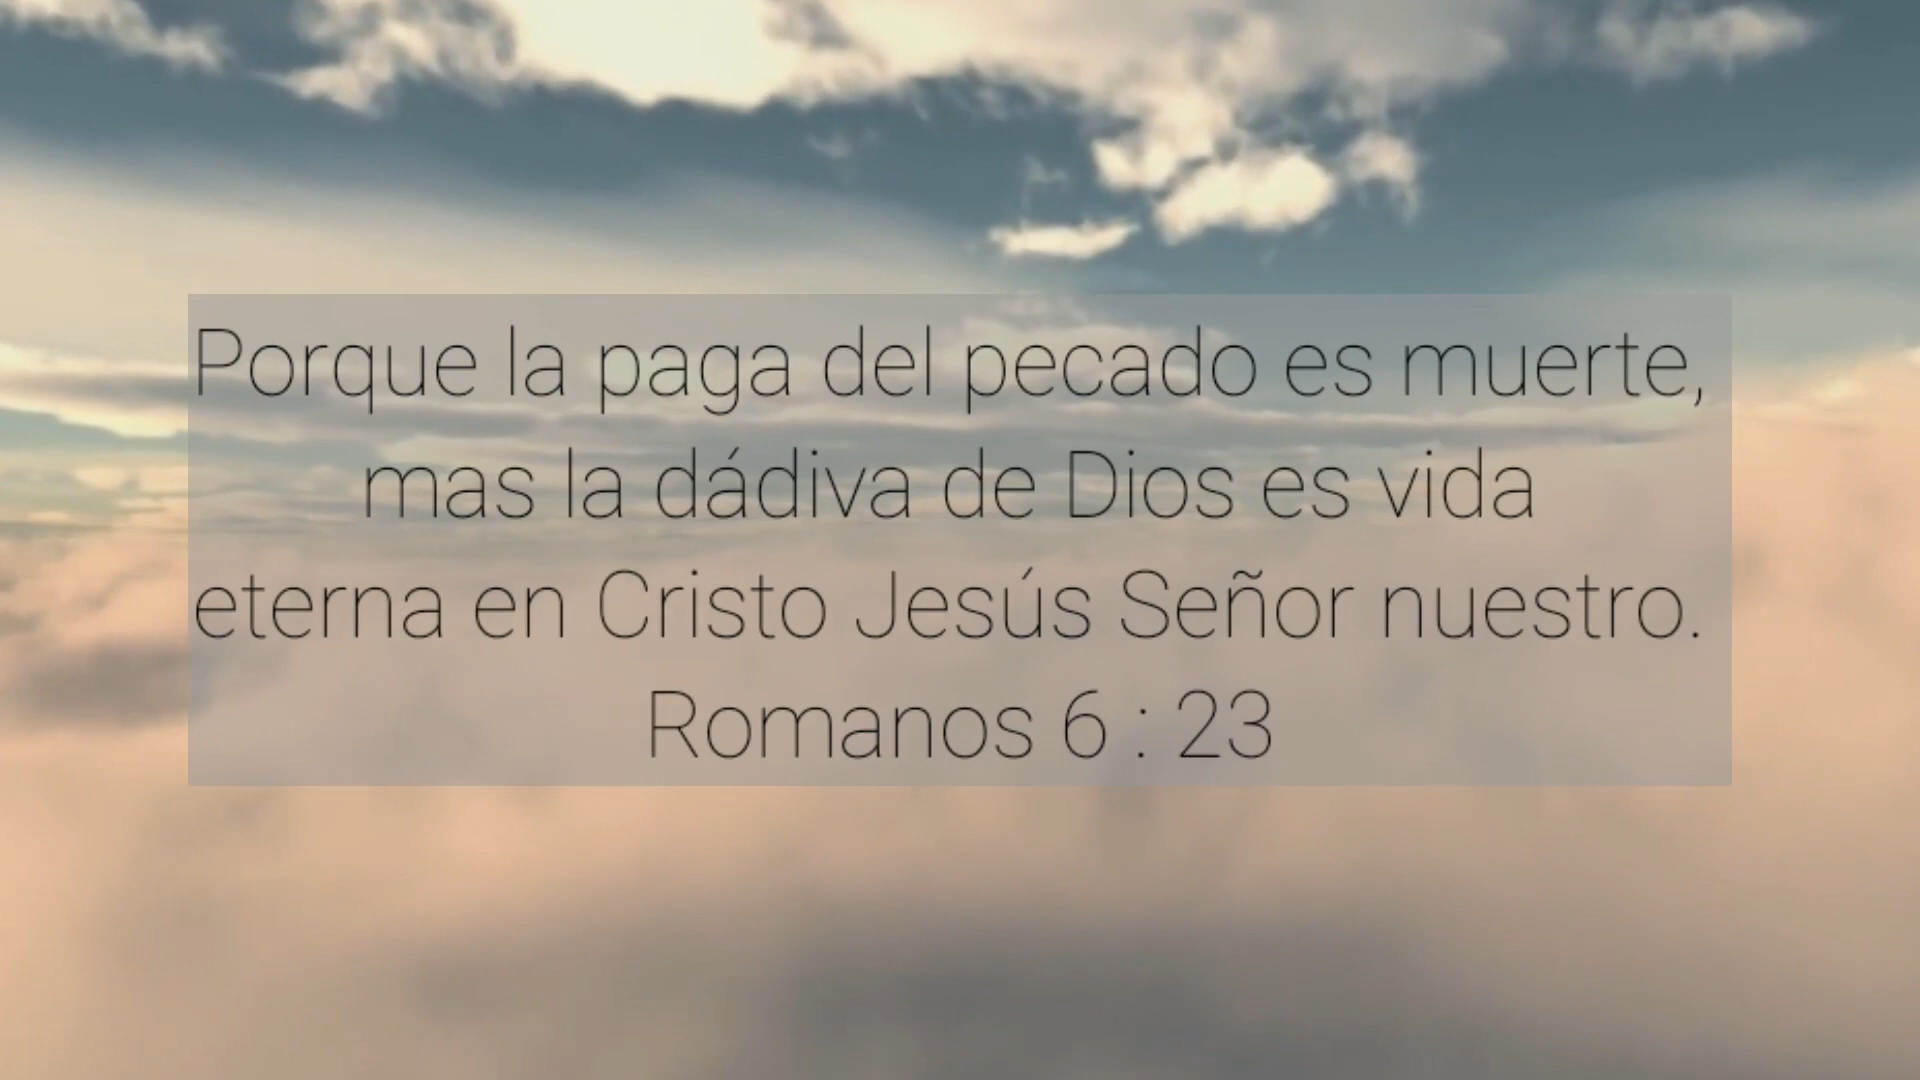 Porque la paga del pecado es muerte,
mas la dádiva de Dios es vida
eterna en Cristo Jesús Señor nuestro.
Romanos 6 : 23